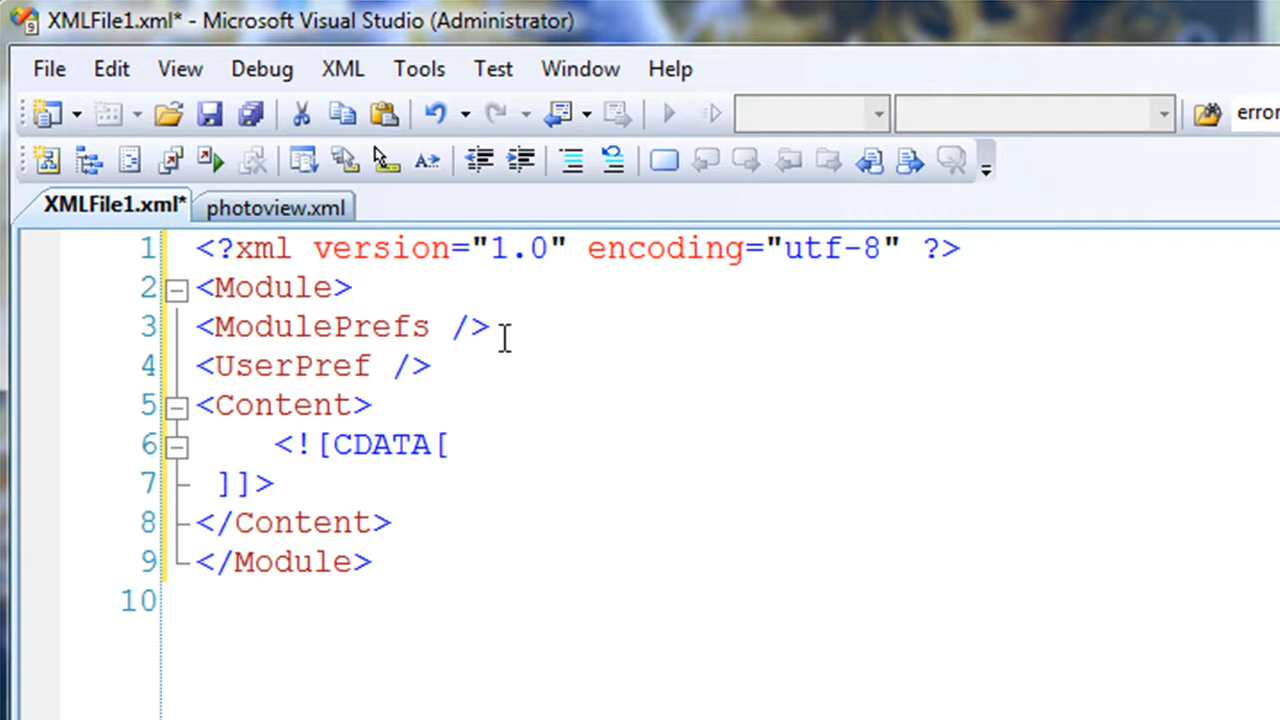 XMLFile1.xml* - Microsoft Visual Studio (Administrator)
File Edit View Debug XML Tools Test Window Help
error
XMLFile1.xml* photoview.xml
1 <?xml version="1.0" encoding="utf-8" ?>
2 <Module>
3 <ModulePrefs />
4 <UserPref />
5 <Content>
6 <![CDATA[
7 ]]>
8 </Content>
9 </Module>
10